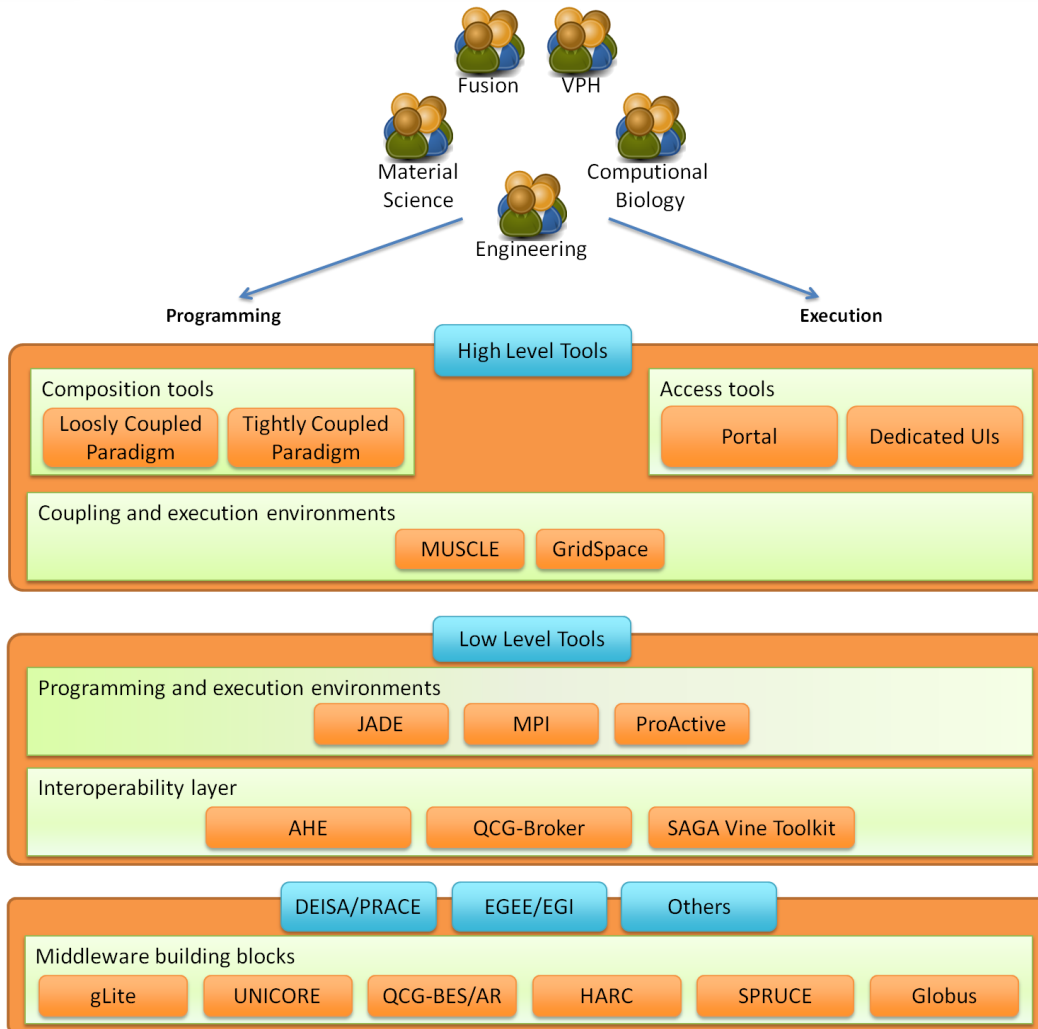 Fusion
VPH
Material
Science
Computional
Biology
Engineering
Programming
Execution
High Level Tools
Composition tools
Loosly Coupled
Paradigm
Tightly Coupled
Paradigm
Access tools
Portal
Dedicated UIs
Coupling and execution environments
MUSCLE
GridSpace
Low Level Tools
Programming and execution environments
JADE
MPI
ProActive
Interoperability layer
AHE
QCG-Broker
SAGA Vine Toolkit
DEISA/PRACE
EGEE/EGI
Others
Middleware building blocks
gLite
UNICORE
QCG-BES/AR
HARC
SPRUCE
Globus